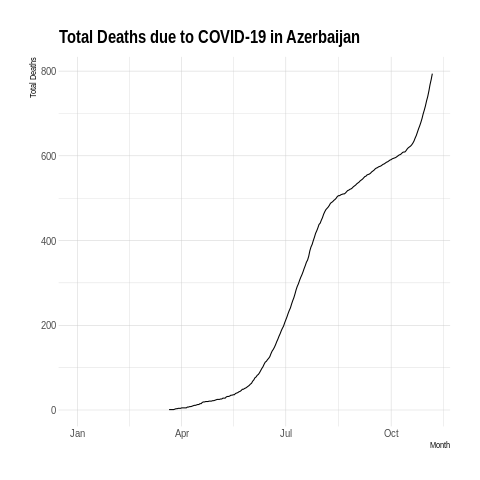 Total Deaths due to COVID-19 in Azerbaijan
Total Deaths
800
600
400
200
0
Jan Apr Jul Oct
Month